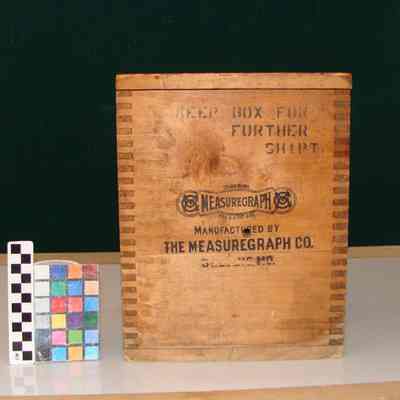 KEEP BOX FOR
FURTHER
SHIPT.
MEASUREGRAPH
MANUFACTURED BY
THE MEASUREGRAPH CO.